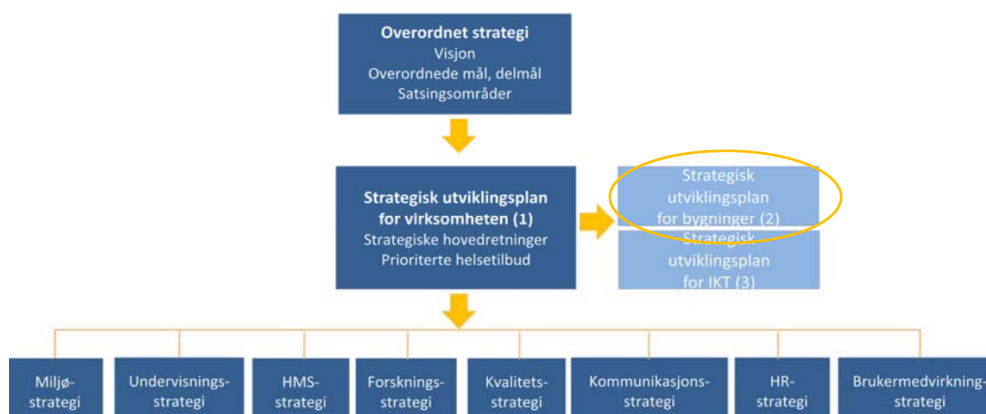 Overordnet strategi
Visjon
Overordnede mål, delmål
Satsingsområder
Strategisk utviklingsplan
for virksomheten (1)
Strategiske hovedretninger
Prioriterte helsetilbud
Strategisk
utviklingsplan
for bygninger (2)
Strategisk
utviklingsplan
for IKT (3)
Miljø-
strategi
Undervisnings-
strategi
HMS-
strategi
Forsknings-
strategi
Kvalitets-
strategi
Kommunikasjons-
strategi
HR-
strategi
Brukermedvirkning-
strategi